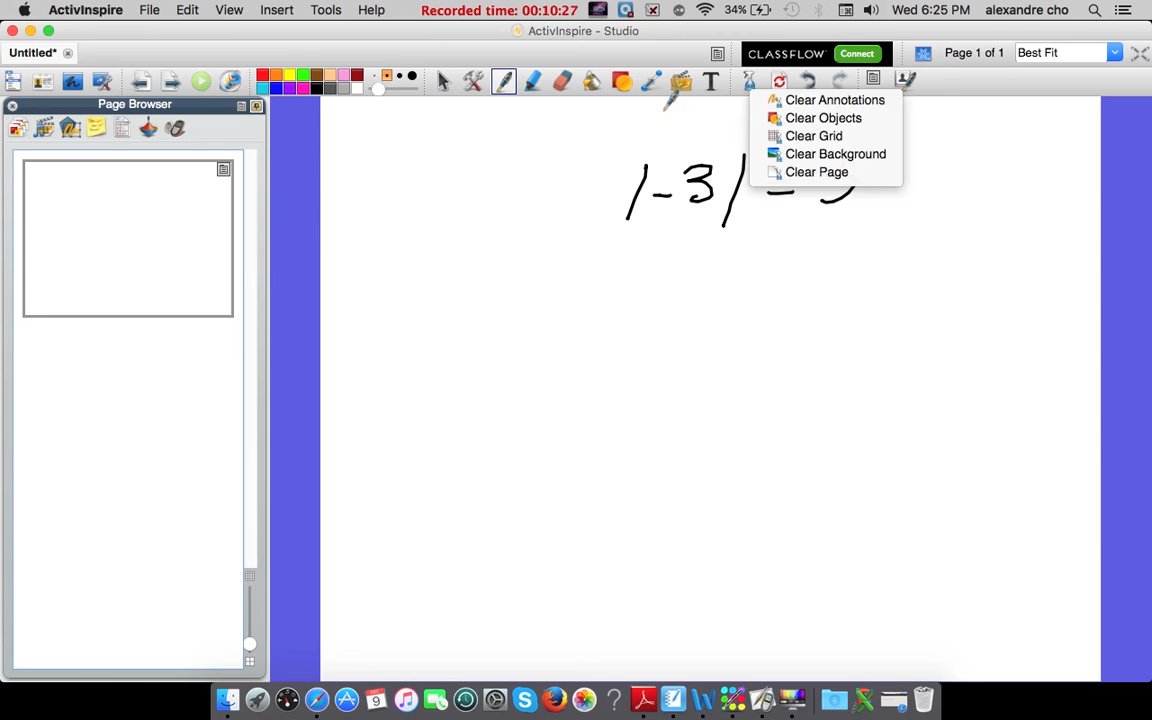 ActivInspire File Edit View Insert Tools Help Recorded time: 00:10:27 34% Wed 6:25 PM alexandre cho
ActivInspire - Studio
Untitled* CLASSFLOW Connect Page 1 of 1 Best Fit
Page Browser
Clear Annotations
Clear Objects
Clear Grid
Clear Background
Clear Page
|-3| =